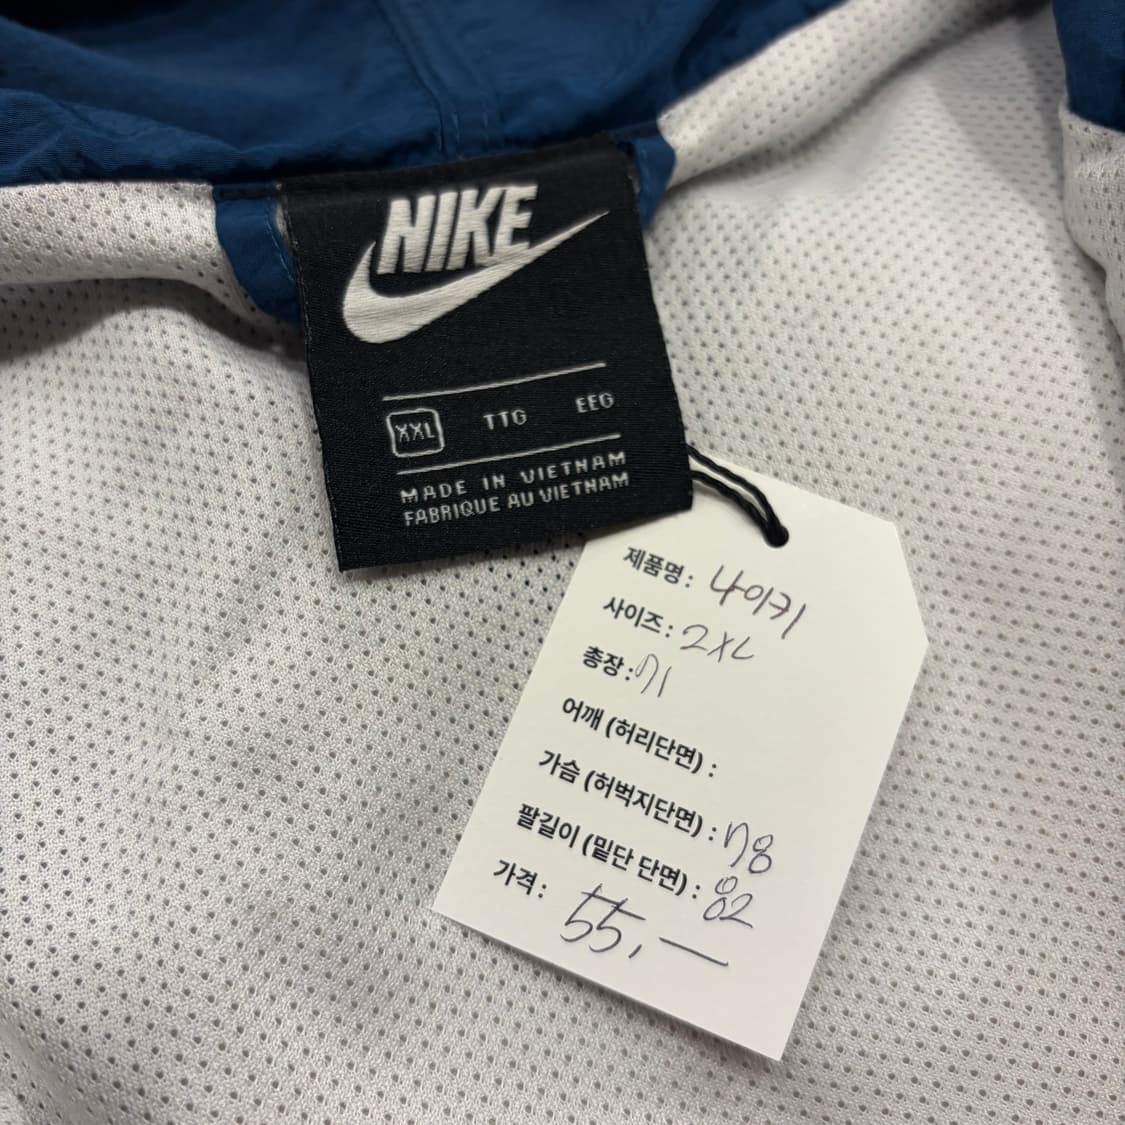 NIKE
XXL TTG EEG
MADE IN VIETNAM
FABRIQUE AU VIETNAM
제품명: 나이키
사이즈: 2XL
총장: 71
어깨 (허리단면) :
가슴 (허벅지단면) : 78
팔길이 (밑단 단면) : 82
가격: 55,—